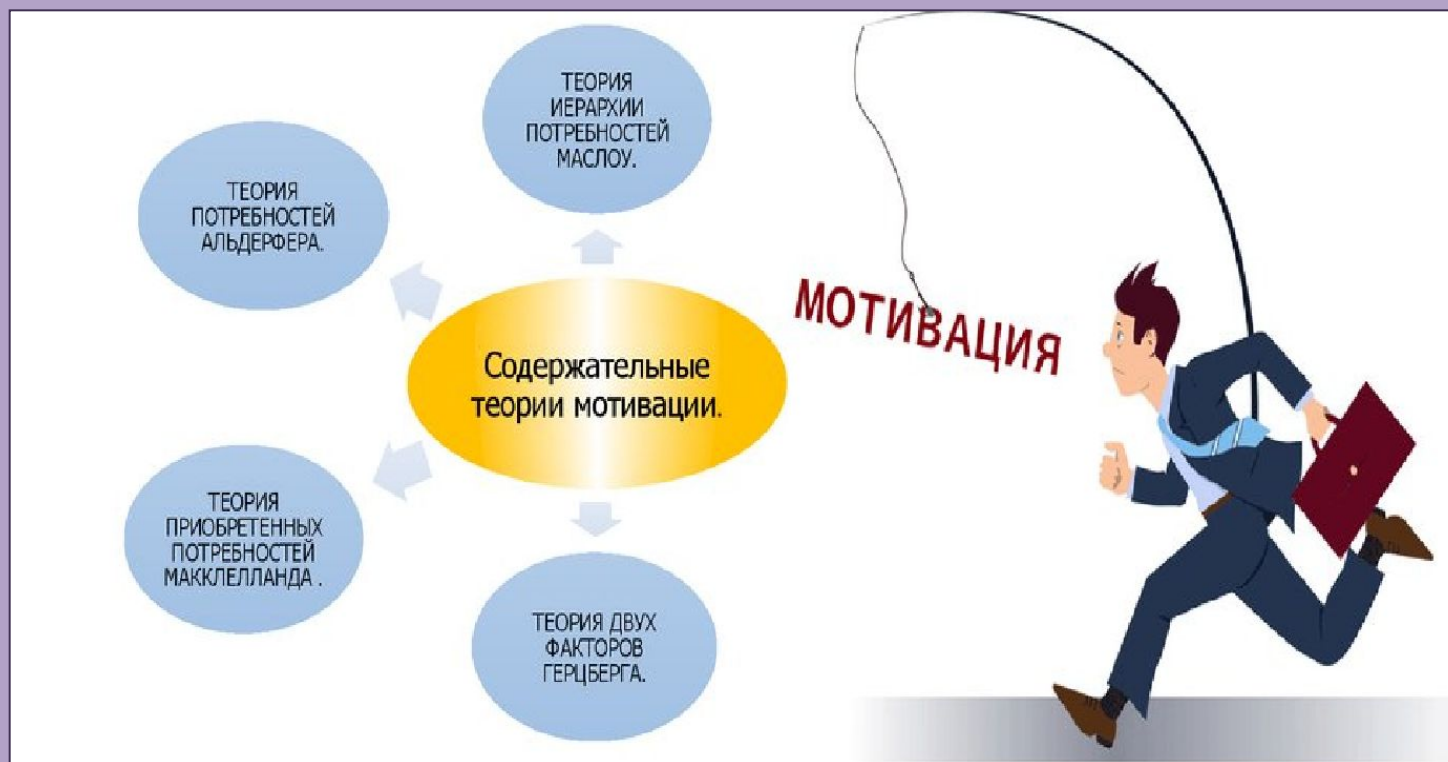 ТЕОРИЯ
ИЕРАРХИИ
ПОТРЕБНОСТЕЙ
МАСЛОУ.
ТЕОРИЯ
ПОТРЕБНОСТЕЙ
АЛЬДЕРФЕРА.
Содержательные
теории мотивации.
МОТИВАЦИЯ
ТЕОРИЯ
ПРИОБРЕТЕННЫХ
ПОТРЕБНОСТЕЙ
МАККЛЕЛЛАНДА .
ТЕОРИЯ ДВУХ
ФАКТОРОВ
ГЕРЦБЕРГА.